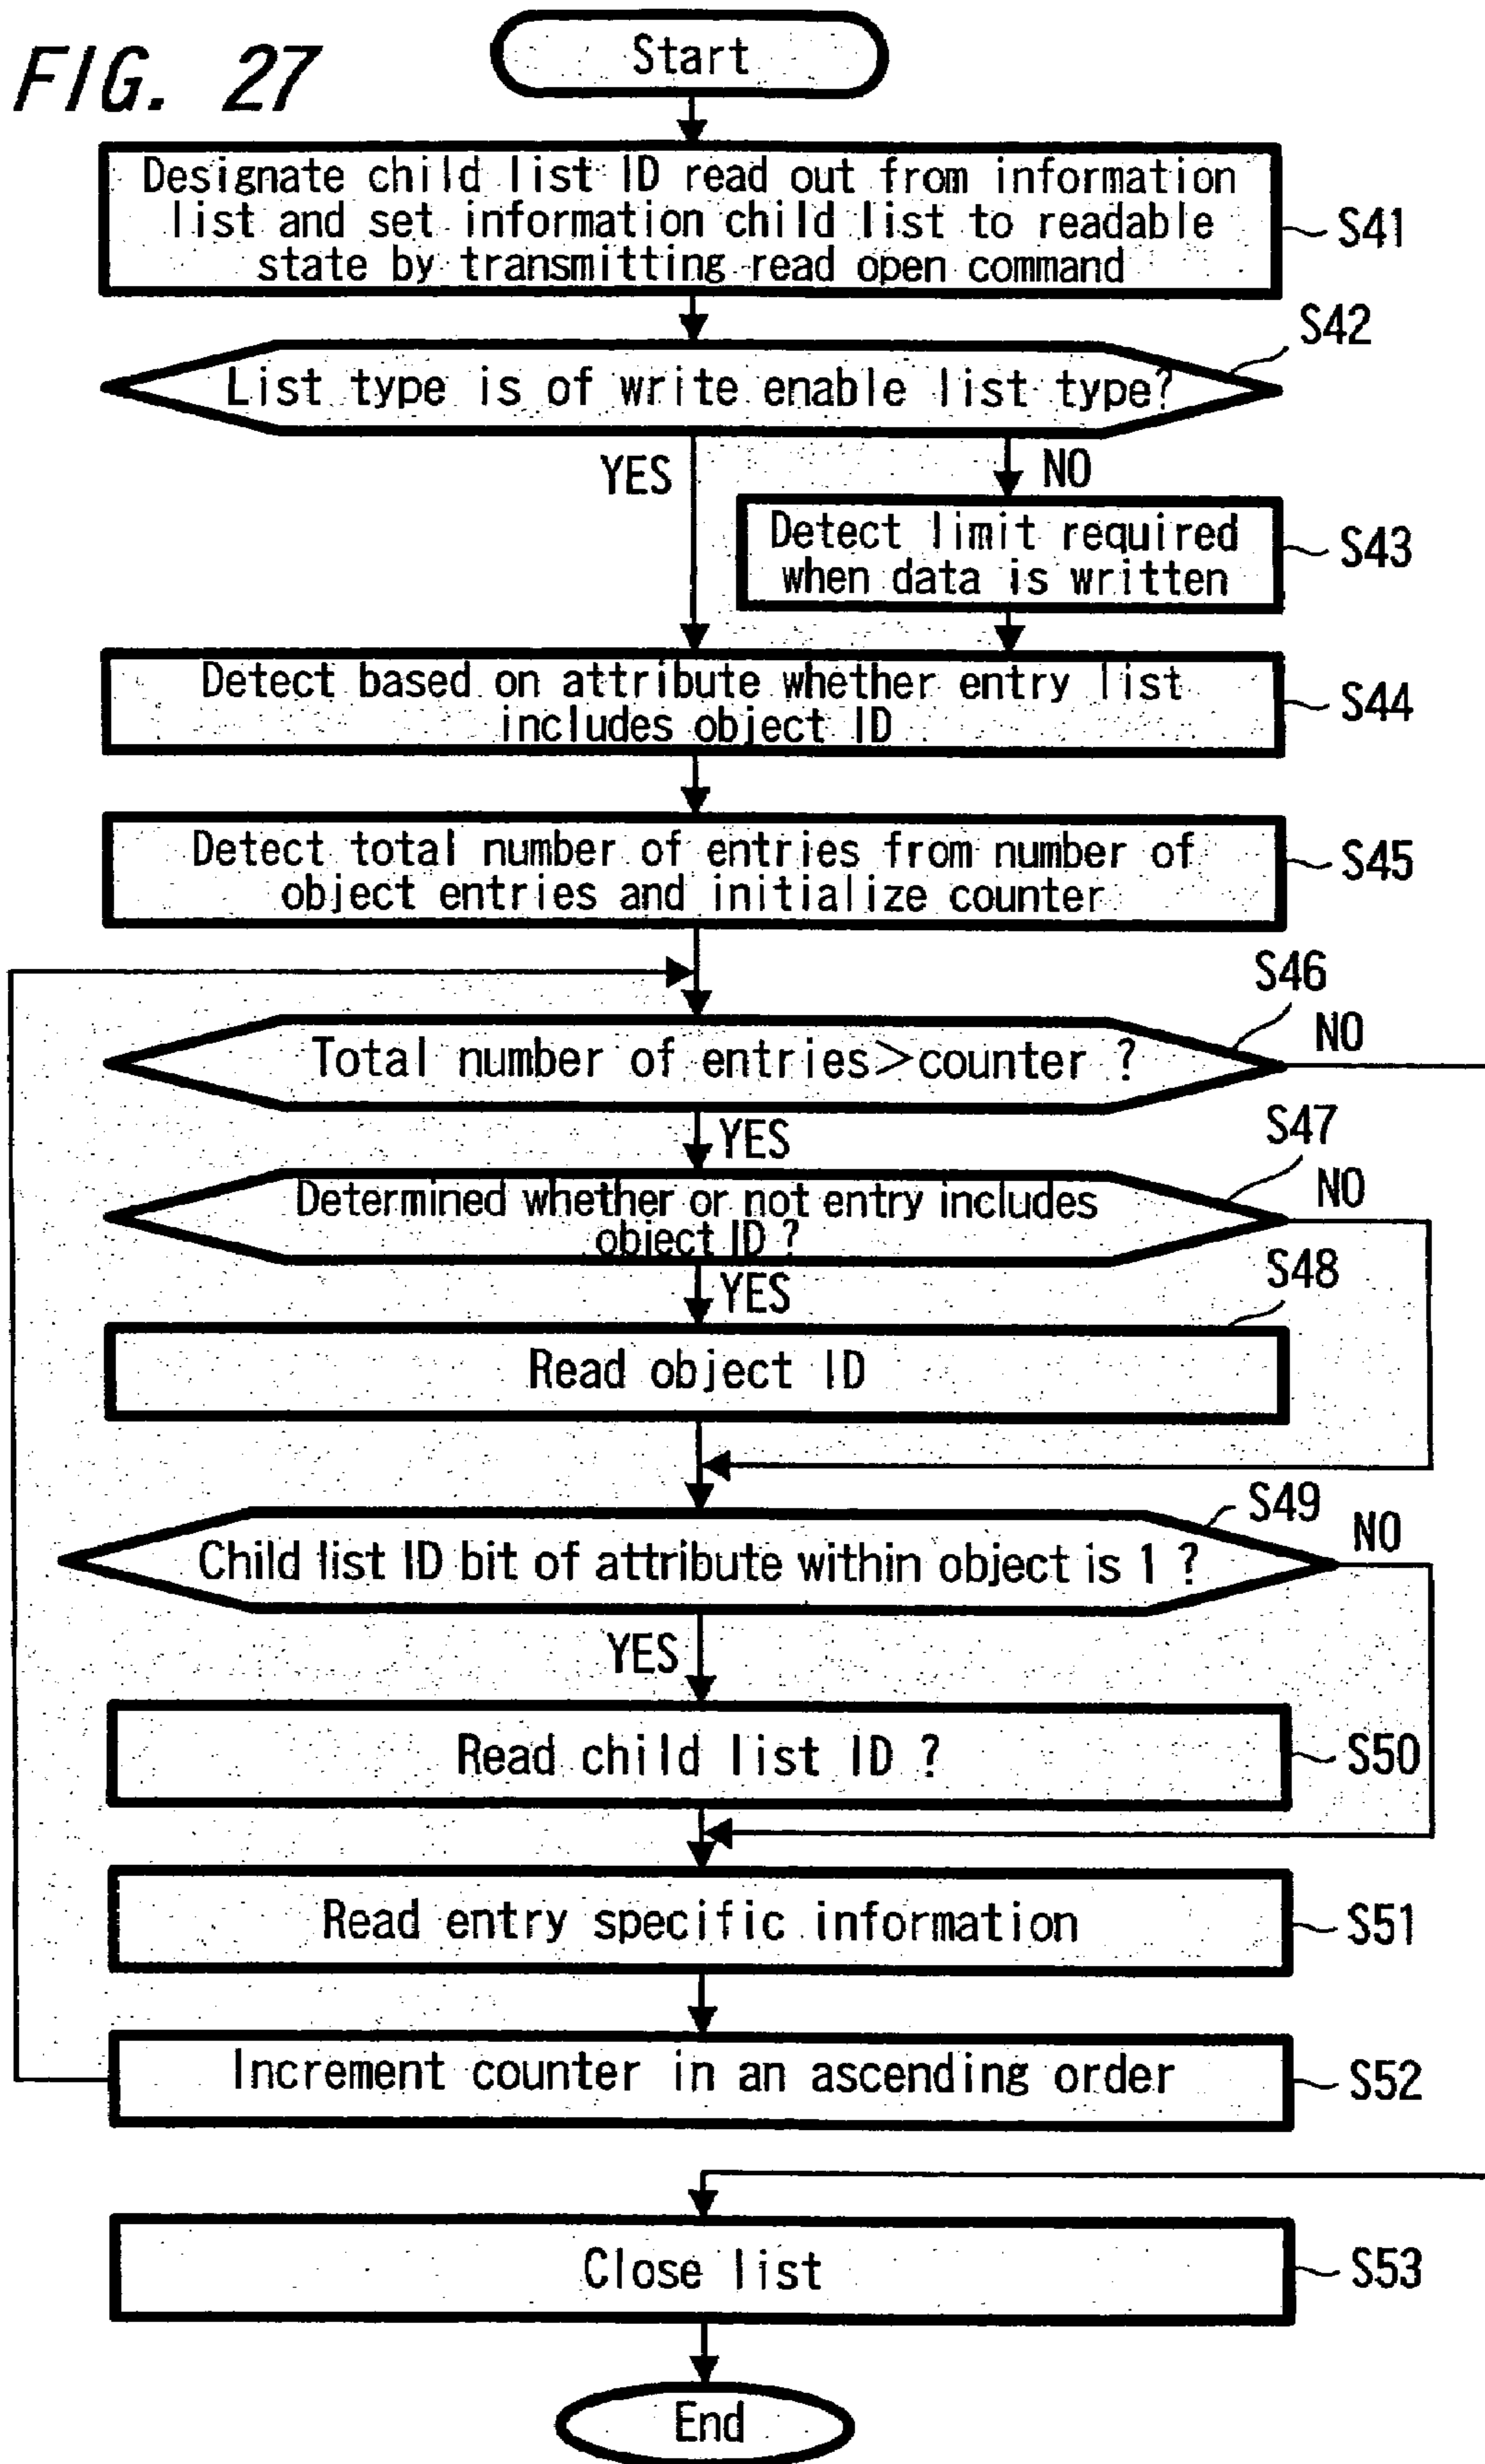 FIG. 27
Start
Designate child list ID read out from information
list and set information child list to readable
state by transmitting read open command
S41
S42
List type is of write enable list type?
YES
NO
Detect limit required
when data is written
S43
Detect based on attribute whether entry list
includes object ID
S44
Detect total number of entries from number of
object entries and initialize counter
S45
S46
Total number of entries>counter ?
NO
YES
S47
Determined whether or not entry includes
object ID ?
NO
YES
S48
Read object ID
S49
Child list ID bit of attribute within object is 1 ?
NO
YES
Read child list ID ?
S50
Read entry specific information
S51
Increment counter in an ascending order
S52
Close list
S53
End